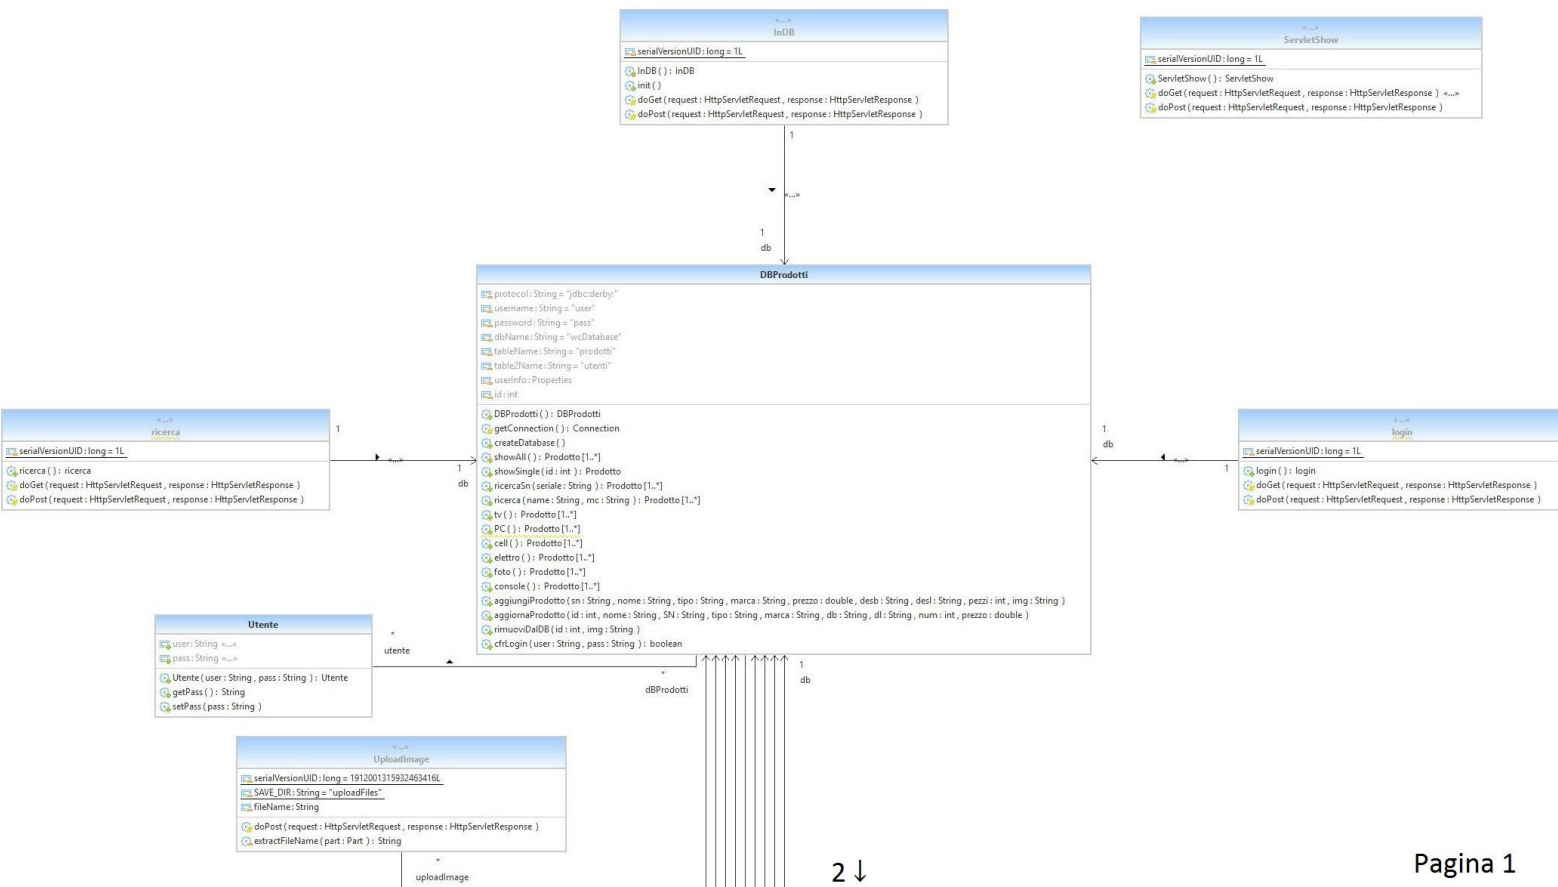 «...»
InDB
serialVersionUID : long = 1L
InDB ( ) : InDB
init ( )
doGet ( request : HttpServletRequest , response : HttpServletResponse )
doPost ( request : HttpServletRequest , response : HttpServletResponse )
«...»
ServletShow
serialVersionUID : long = 1L
ServletShow ( ) : ServletShow
doGet ( request : HttpServletRequest , response : HttpServletResponse ) «...»
doPost ( request : HttpServletRequest , response : HttpServletResponse )
1
«...»
1
db
DBProdotti
protocol : String = "jdbc:derby:"
username : String = "user"
password : String = "pass"
dbName : String = "wcDatabase"
tableName : String = "prodotti"
table2Name : String = "utenti"
userInfo : Properties
id : int
DBProdotti ( ) : DBProdotti
getConnection ( ) : Connection
createDatabase ( )
showAll ( ) : Prodotto [1..*]
showSingle ( id : int ) : Prodotto
ricercaSn ( seriale : String ) : Prodotto [1..*]
ricerca ( name : String , mc : String ) : Prodotto [1..*]
tv ( ) : Prodotto [1..*]
PC ( ) : Prodotto [1..*]
cell ( ) : Prodotto [1..*]
elettro ( ) : Prodotto [1..*]
foto ( ) : Prodotto [1..*]
console ( ) : Prodotto [1..*]
aggiungiProdotto ( sn : String , nome : String , tipo : String , marca : String , prezzo : double , desb : String , desl : String , pezzi : int , img : String )
aggiornaProdotto ( id : int , nome : String , SN : String , tipo : String , marca : String , db : String , dl : String , num : int , prezzo : double )
rimuoviDalDB ( id : int , img : String )
cfrLogin ( user : String , pass : String ) : boolean
«...»
ricerca
serialVersionUID : long = 1L
ricerca ( ) : ricerca
doGet ( request : HttpServletRequest , response : HttpServletResponse )
doPost ( request : HttpServletRequest , response : HttpServletResponse )
1
«...»
1
db
1
db
«...»
1
«...»
login
serialVersionUID : long = 1L
login ( ) : login
doGet ( request : HttpServletRequest , response : HttpServletResponse )
doPost ( request : HttpServletRequest , response : HttpServletResponse )
Utente
user : String «...»
pass : String «...»
Utente ( user : String , pass : String ) : Utente
getPass ( ) : String
setPass ( pass : String )
*
utente
*
dBProdotti
1
db
«...»
UploadImage
serialVersionUID : long = 1912001315932463416L
SAVE_DIR : String = "uploadFiles"
fileName : String
doPost ( request : HttpServletRequest , response : HttpServletResponse )
extractFileName ( part : Part ) : String
*
uploadImage
2 ↓
Pagina 1